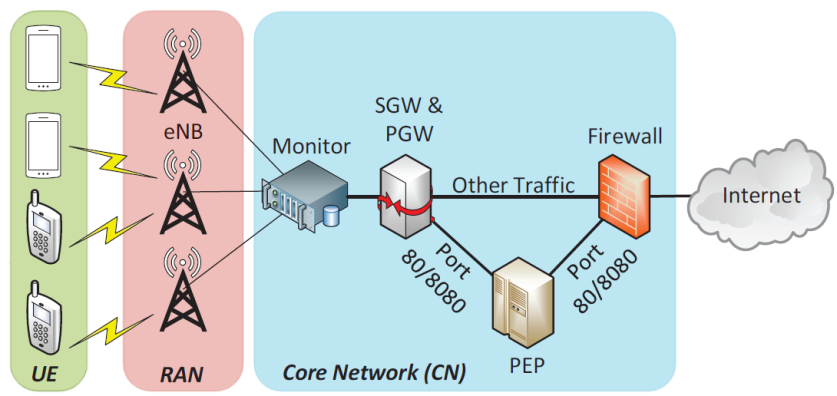 eNB
Monitor
SGW &
PGW
Firewall
Other Traffic
Internet
Port
80/8080
Port
80/8080
PEP
UE
RAN
Core Network (CN)